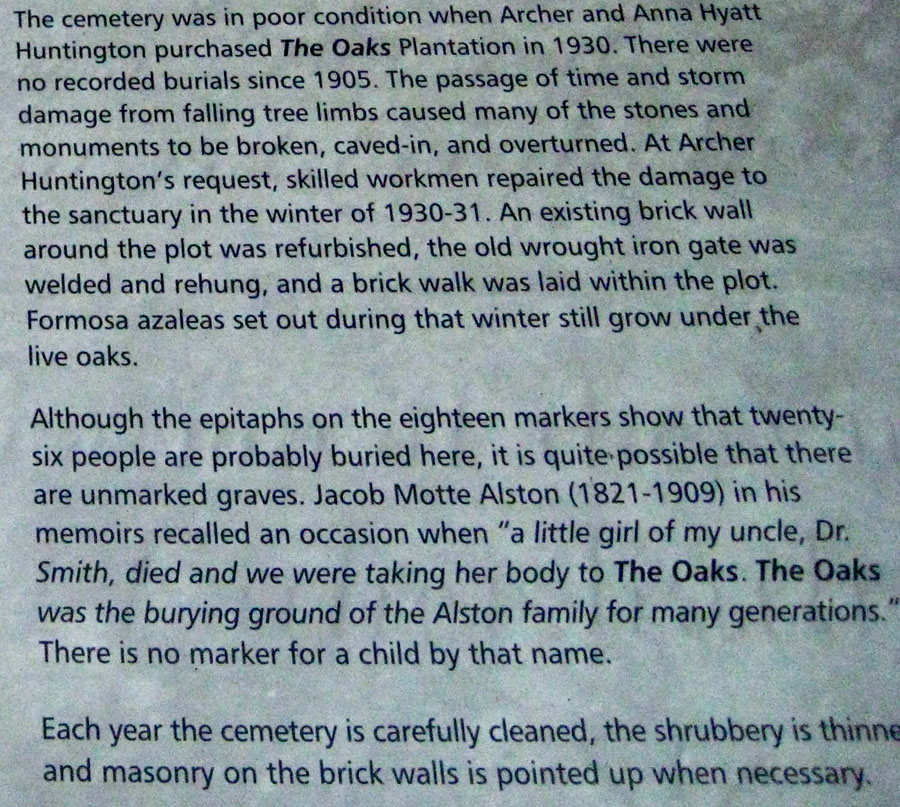 The cemetery was in poor condition when Archer and Anna Hyatt
Huntington purchased The Oaks Plantation in 1930. There were
no recorded burials since 1905. The passage of time and storm
damage from falling tree limbs caused many of the stones and
monuments to be broken, caved-in, and overturned. At Archer
Huntington's request, skilled workmen repaired the damage to
the sanctuary in the winter of 1930-31. An existing brick wall
around the plot was refurbished, the old wrought iron gate was
welded and rehung, and a brick walk was laid within the plot.
Formosa azaleas set out during that winter still grow under the
live oaks.
Although the epitaphs on the eighteen markers show that twenty-
six people are probably buried here, it is quite possible that there
are unmarked graves. Jacob Motte Alston (1821-1909) in his
memoirs recalled an occasion when "a little girl of my uncle, Dr.
Smith, died and we were taking her body to The Oaks. The Oaks
was the burying ground of the Alston family for many generations."
There is no marker for a child by that name.
Each year the cemetery is carefully cleaned, the shrubbery is thinne
and masonry on the brick walls is pointed up when necessary.